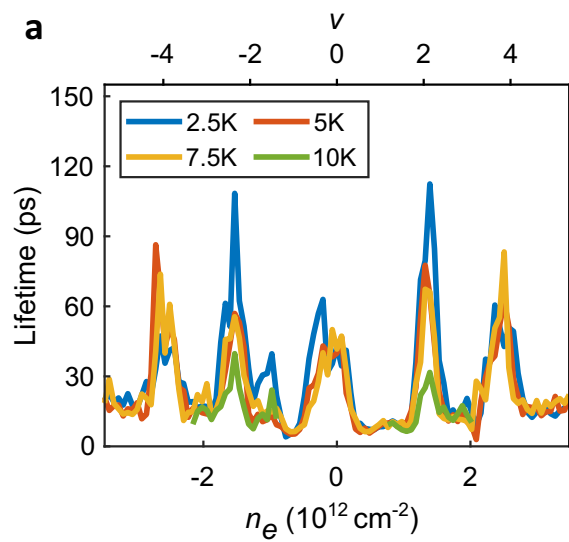 a
ν
-4 -2 0 2 4
150
120
90
60
30
0
Lifetime (ps)
2.5K 5K
7.5K 10K
-2 0 2
nₑ (10¹² cm⁻²)